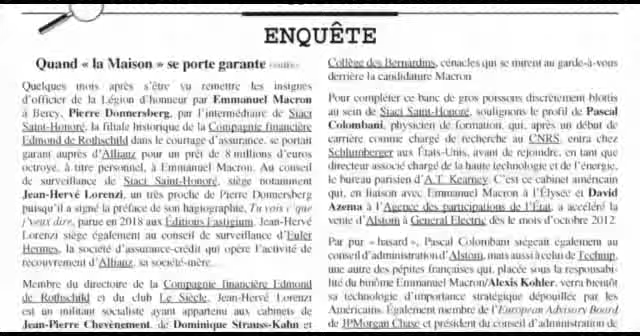 ENQUÊTE
Quand « la Maison » se porte garante
Quelques mois après s'être vu remettre les insignes
d'officier de la Légion d'honneur par Emmanuel Macron
à Bercy, Pierre Donnersberg, par l'intermédiaire de Siaci
Saint-Honoré, la filiale historique de la Compagnie financière
Edmond de Rothschild dans le courtage d'assurance, se portait
garant auprès d'Allianz pour un prêt de 8 millions d'euros
octroyé, à titre personnel, à Emmanuel Macron. Au conseil
de surveillance de Siaci Saint-Honoré, siège notamment
Jean-Hervé Lorenzi, un très proche de Pierre Donnersberg
puisqu'il a signé la préface de son hagiographie, Tu vois c'que
j'veux dire, parue en 2018 aux Éditions Fastigium. Jean-Hervé
Lorenzi siège également au conseil de surveillance d'Euler
Hermes, la société d'assurance-crédit qui opère l'activité de
recouvrement d'Allianz, sa société-mère.
Membre du directoire de la Compagnie financière Edmond
de Rothschild et du club Le Siècle, Jean-Hervé Lorenzi
est un militant socialiste ayant appartenu aux cabinets de
Jean-Pierre Chevènement, de Dominique Strauss-Kahn et
Collège des Bernardins, cénacles qui se mirent au garde-à-vous
derrière la candidature Macron
Pour compléter ce banc de gros poissons discrètement blottis
au sein de Siaci Saint-Honoré, soulignons le profil de Pascal
Colombani, physicien de formation, qui, après un début de
carrière comme chargé de recherche au CNRS, entra chez
Schlumberger aux États-Unis, avant de rejoindre, en tant que
directeur associé chargé de la haute technologie et de l'énergie,
le bureau parisien d'A.T. Kearney. C'est ce cabinet américain
qui, en liaison avec Emmanuel Macron à l'Élysée et David
Azema à l'Agence des participations de l'État, a accéléré la
vente d'Alstom à General Electric dès le mois d'octobre 2012.
Par pur « hasard », Pascal Colombani siégeait également au
conseil d'administration d'Alstom, mais aussi à celui de Technip,
une autre des pépites françaises qui, placée sous la responsabi-
lité du binôme Emmanuel Macron/Alexis Kohler, verra bientôt
sa technologie d'importance stratégique dépouillée par les
Américains. Également membre de l'European Advisory Board
de JPMorgan Chase et président du conseil d'administration de